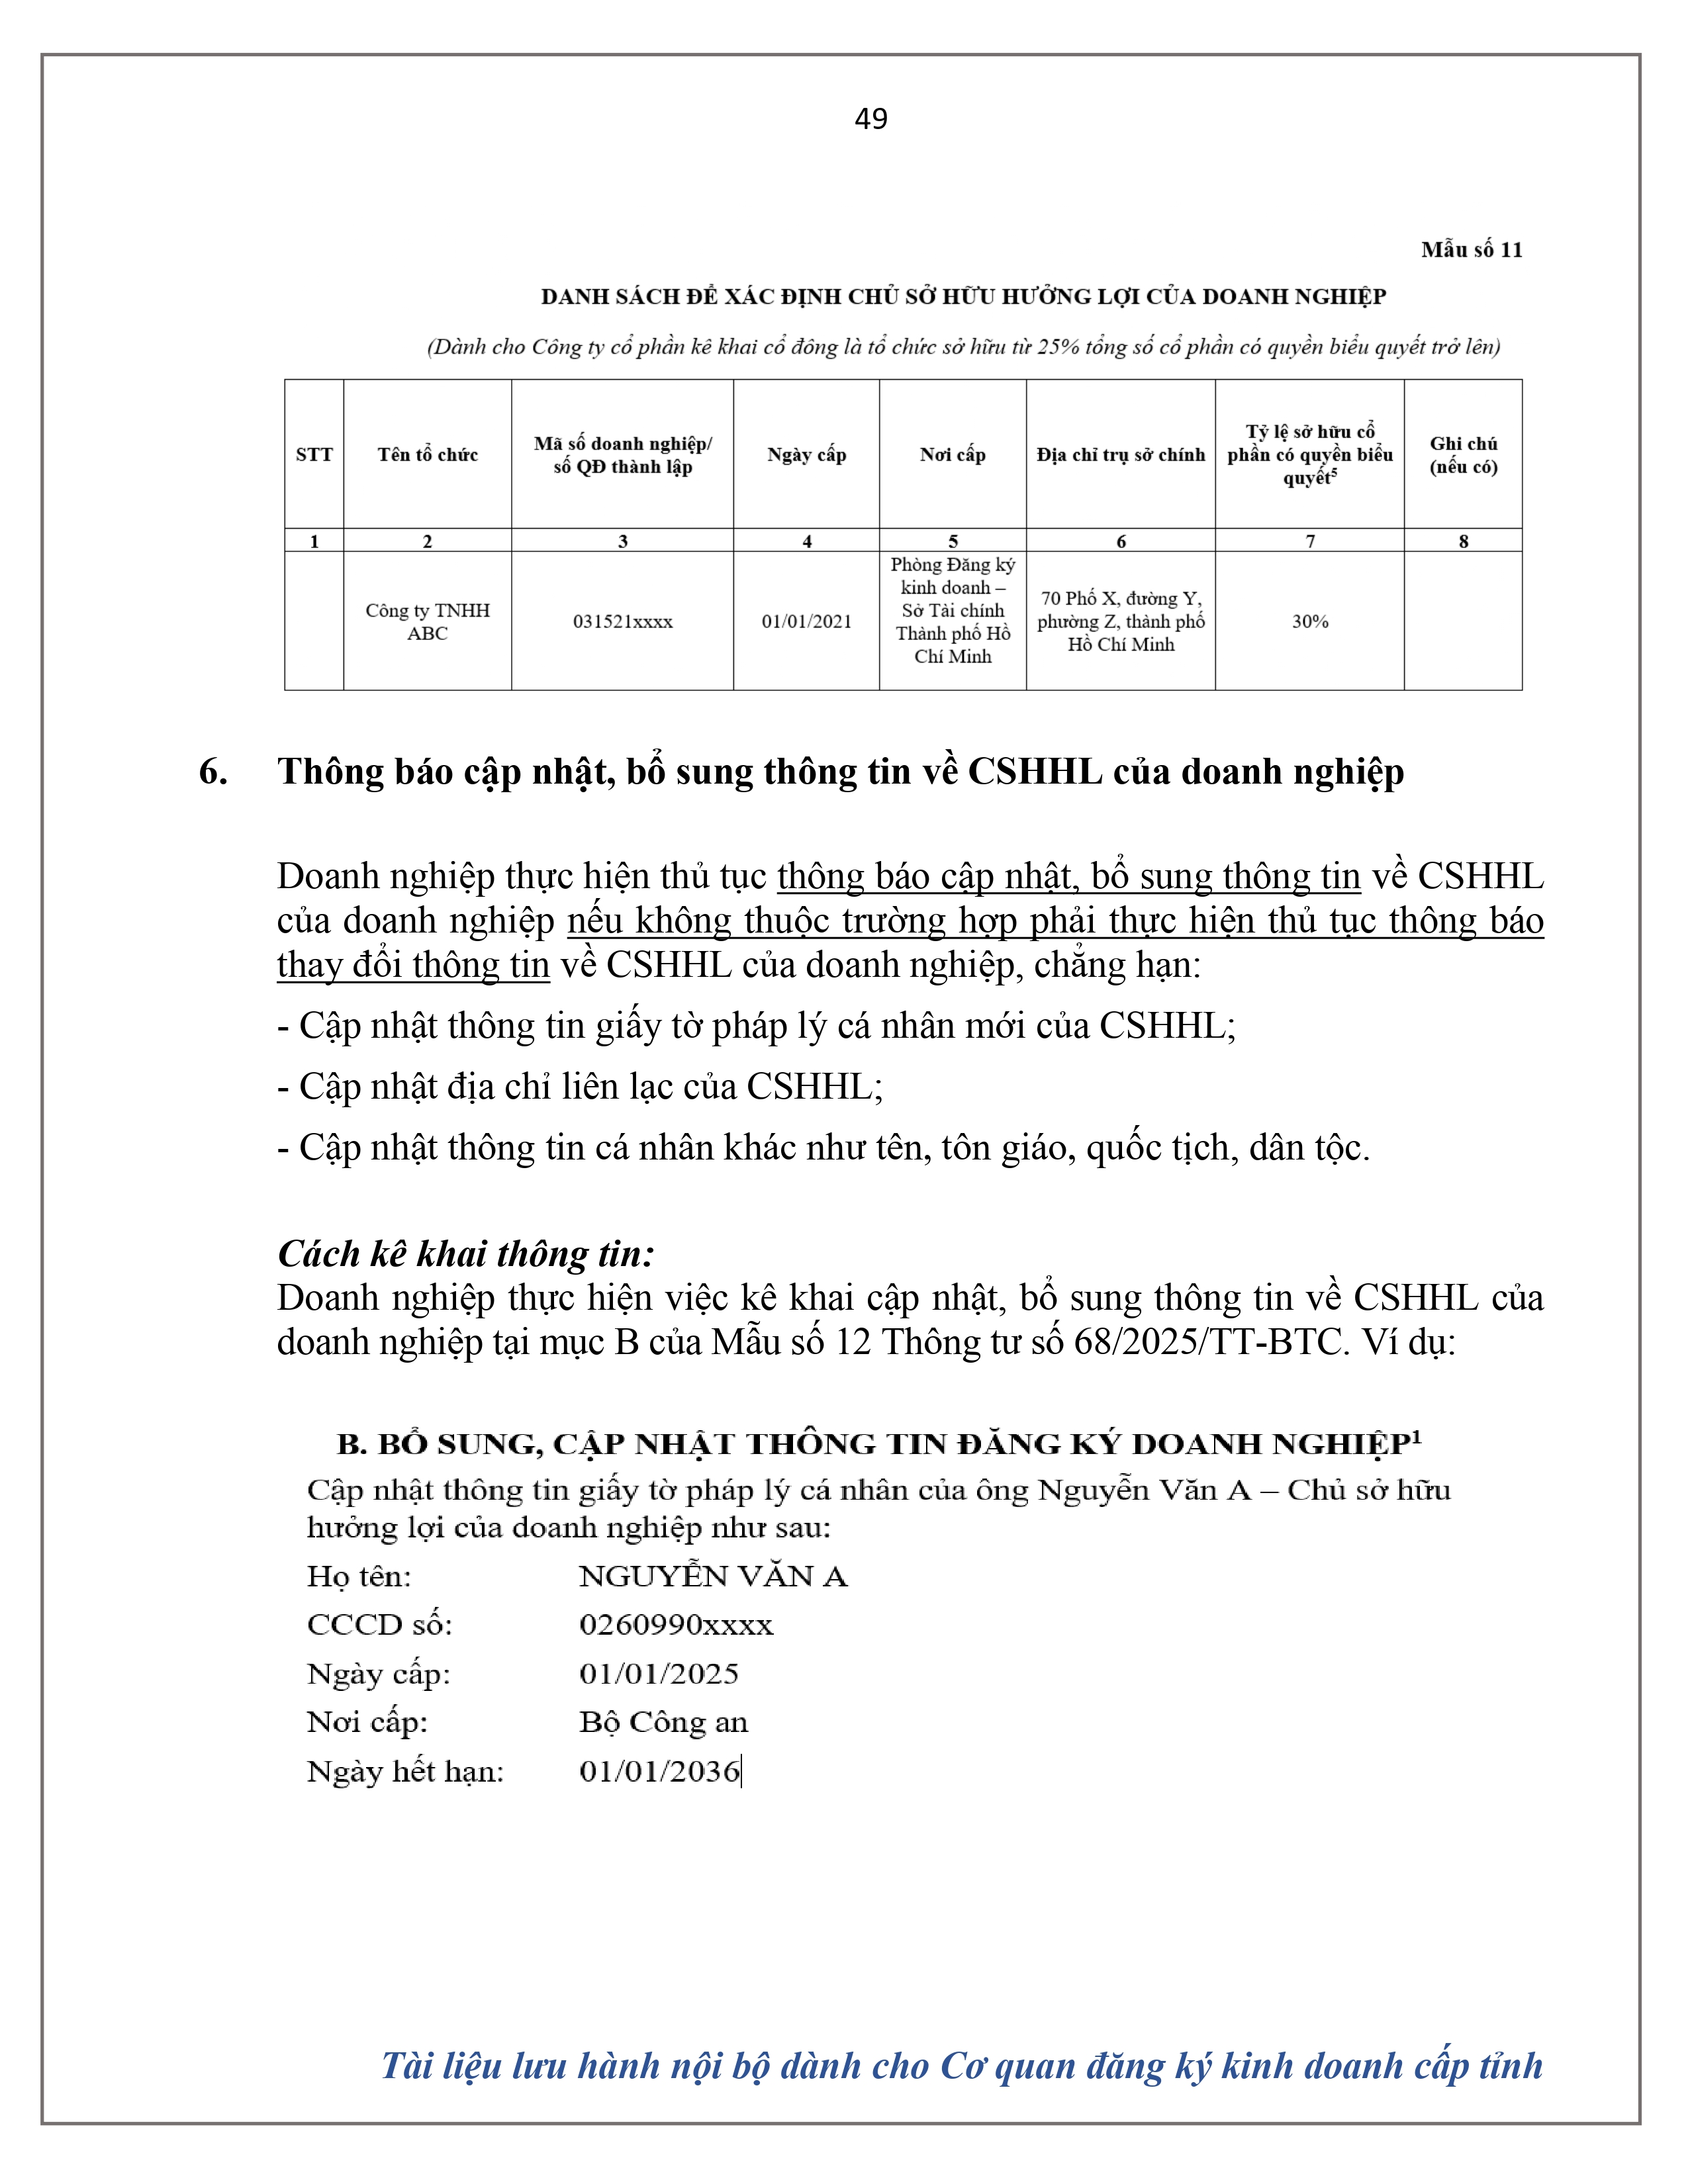 49
Mẫu số 11
DANH SÁCH ĐỂ XÁC ĐỊNH CHỦ SỞ HỮU HƯỞNG LỢI CỦA DOANH NGHIỆP
(Dành cho Công ty cổ phần kê khai cổ đông là tổ chức sở hữu từ 25% tổng số cổ phần có quyền biểu quyết trở lên)
STT
Tên tổ chức
Mã số doanh nghiệp/
số QĐ thành lập
Ngày cấp
Nơi cấp
Địa chỉ trụ sở chính
Tỷ lệ sở hữu cổ
phần có quyền biểu
quyết⁵
Ghi chú
(nếu có)
1 2 3 4 5 6 7 8
Công ty TNHH
ABC
031521xxxx
01/01/2021
Phòng Đăng ký
kinh doanh –
Sở Tài chính
Thành phố Hồ
Chí Minh
70 Phố X, đường Y,
phường Z, thành phố
Hồ Chí Minh
30%
6. Thông báo cập nhật, bổ sung thông tin về CSHHL của doanh nghiệp
Doanh nghiệp thực hiện thủ tục thông báo cập nhật, bổ sung thông tin về CSHHL
của doanh nghiệp nếu không thuộc trường hợp phải thực hiện thủ tục thông báo
thay đổi thông tin về CSHHL của doanh nghiệp, chẳng hạn:
- Cập nhật thông tin giấy tờ pháp lý cá nhân mới của CSHHL;
- Cập nhật địa chỉ liên lạc của CSHHL;
- Cập nhật thông tin cá nhân khác như tên, tôn giáo, quốc tịch, dân tộc.
Cách kê khai thông tin:
Doanh nghiệp thực hiện việc kê khai cập nhật, bổ sung thông tin về CSHHL của
doanh nghiệp tại mục B của Mẫu số 12 Thông tư số 68/2025/TT-BTC. Ví dụ:
B. BỔ SUNG, CẬP NHẬT THÔNG TIN ĐĂNG KÝ DOANH NGHIỆP¹
Cập nhật thông tin giấy tờ pháp lý cá nhân của ông Nguyễn Văn A – Chủ sở hữu
hưởng lợi của doanh nghiệp như sau:
Họ tên: NGUYỄN VĂN A
CCCD số: 0260990xxxx
Ngày cấp: 01/01/2025
Nơi cấp: Bộ Công an
Ngày hết hạn: 01/01/2036
Tài liệu lưu hành nội bộ dành cho Cơ quan đăng ký kinh doanh cấp tỉnh